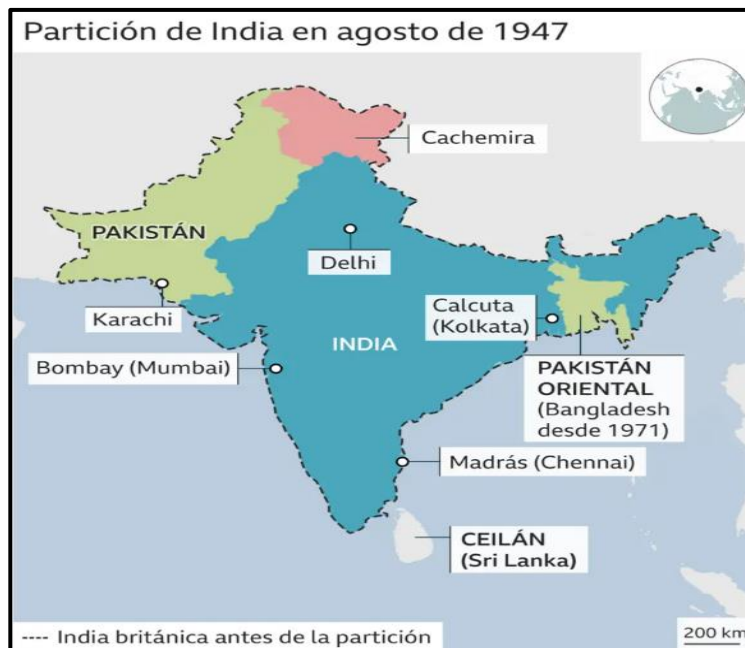 Partición de India en agosto de 1947
Cachemira
PAKISTÁN
Delhi
Karachi
Calcuta
(Kolkata)
INDIA
Bombay (Mumbai)
PAKISTÁN
ORIENTAL
(Bangladesh
desde 1971)
Madrás (Chennai)
CEILÁN
(Sri Lanka)
---- India británica antes de la partición
200 km